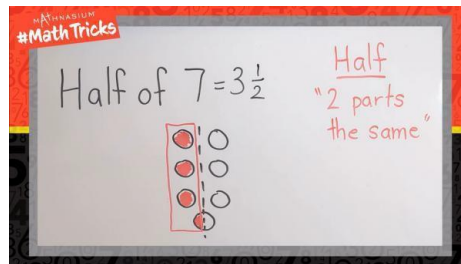 MATHNASIUM
#MathTricks
Half of 7 = 3 1/2
Half
"2 parts
the same"